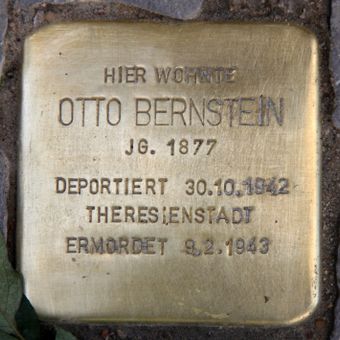 HIER WOHNTE
OTTO BERNSTEIN
JG. 1877
DEPORTIERT 30.10.1942
THERESIENSTADT
ERMORDET 9.2.1943